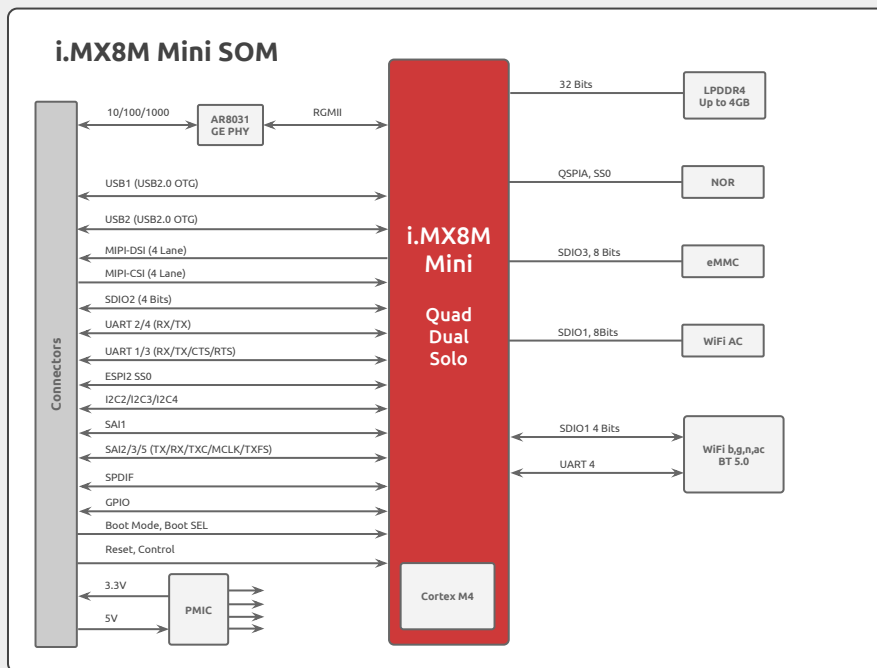 i.MX8M Mini SOM
Connectors
10/100/1000
AR8031
GE PHY
RGMII
USB1 (USB2.0 OTG)
USB2 (USB2.0 OTG)
MIPI-DSI (4 Lane)
MIPI-CSI (4 Lane)
SDIO2 (4 Bits)
UART 2/4 (RX/TX)
UART 1/3 (RX/TX/CTS/RTS)
ESPI2 SS0
I2C2/I2C3/I2C4
SAI1
SAI2/3/5 (TX/RX/TXC/MCLK/TXFS)
SPDIF
GPIO
Boot Mode, Boot SEL
Reset, Control
3.3V
5V
PMIC
i.MX8M
Mini
Quad
Dual
Solo
Cortex M4
32 Bits
LPDDR4
Up to 4GB
QSPIA, SS0
NOR
SDIO3, 8 Bits
eMMC
SDIO1, 8Bits
WiFi AC
SDIO1 4 Bits
UART 4
WiFi b,g,n,ac
BT 5.0